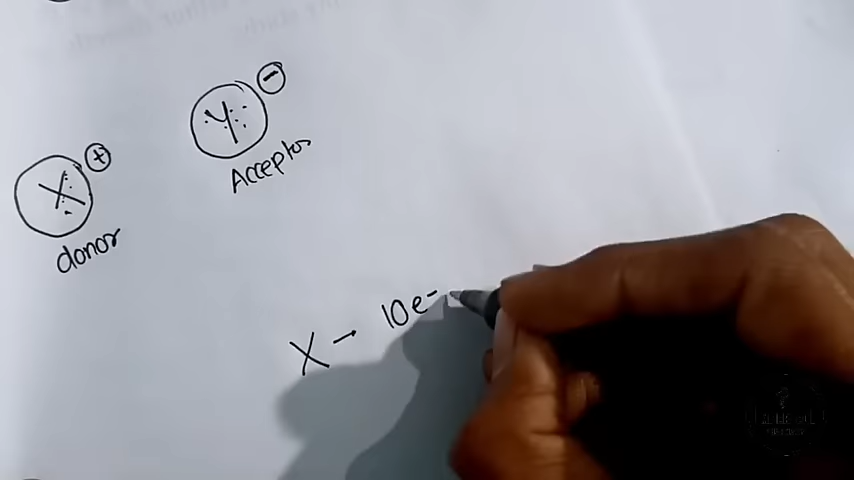 Y −
Acceptor
X +
donor
X → 10e-